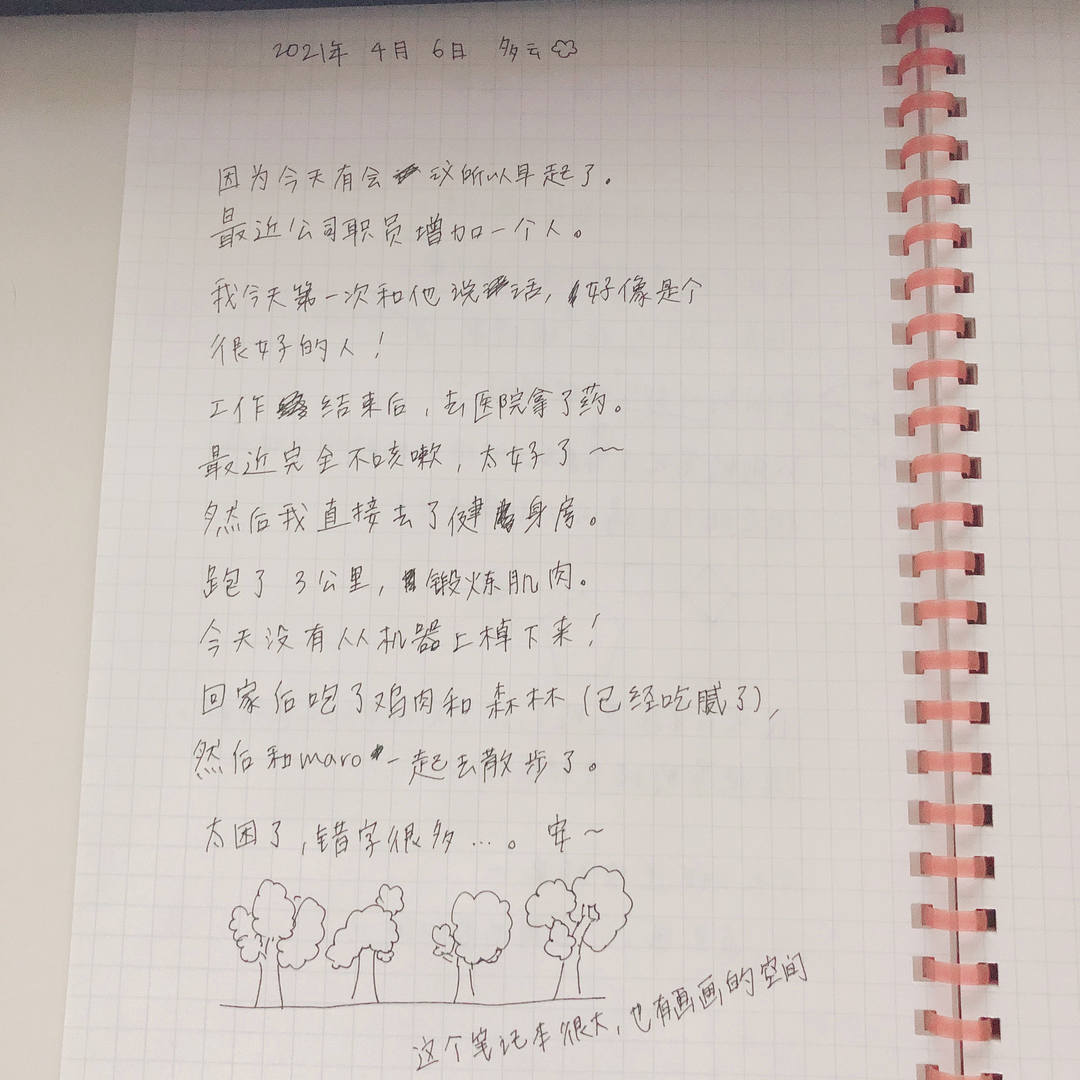 2021年 4月 6日 多云
因为今天有会议所以早起了.
最近公司职员增加一个人。
我今天第一次和他说话，好像是个
很好的人！
工作结束后，去医院拿了药。
最近完全不咳嗽，太好了～
然后我直接去了健身房。
跑了 3公里，锻炼肌肉。
今天没有从机器上掉下来！
回家后吃了鸡肉和森林（已经吃腻了），
然后和maro一起去散步了。
太困了，错字很多…。 安～
这个笔记本很大，也有画画的空间